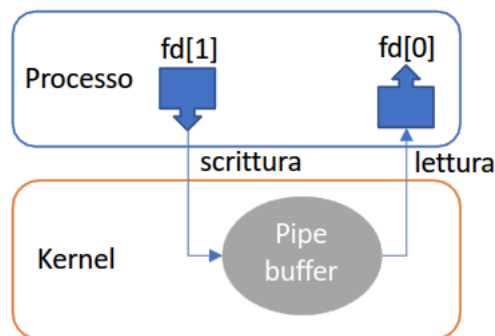 fd[1]
fd[0]
Processo
scrittura
lettura
Kernel
Pipe
buffer